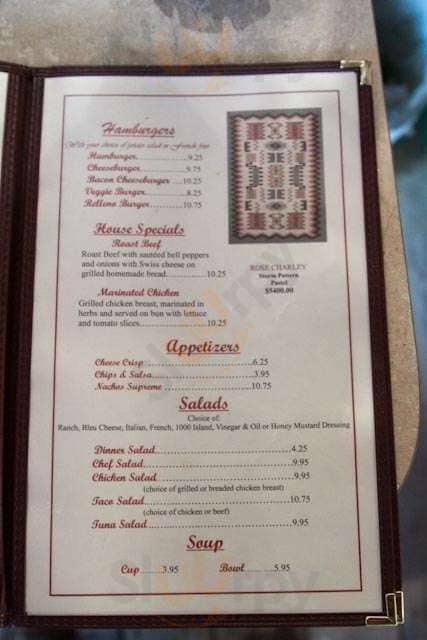 Hamburgers
With your choice of potato salad or French fries
Hamburger..................9.25
Cheeseburger...............9.75
Bacon Cheeseburger ....10.25
Veggie Burger..............8.25
Relleno Burger...........10.75
House Specials
Roast Beef
Roast Beef with sautéed bell peppers
and onions with Swiss cheese on
grilled homemade bread.............10.25
ROSE CHARLEY
Storm Pattern
Pastel
$5400.00
Marinated Chicken
Grilled chicken breast, marinated in
herbs and served on bun with lettuce
and tomato slices.......................10.25
Appetizers
Cheese Crisp..............................6.25
Chips & Salsa............................3.95
Nachos Supreme ........................10.75
Salads
Choice of:
Ranch, Bleu Cheese, Italian, French, 1000 Island, Vinegar & Oil or Honey Mustard Dressing
Dinner Salad....................................4.25
Chef Salad.......................................9.95
Chicken Salad..................................9.95
(choice of grilled or breaded chicken breast)
Taco Salad.....................................10.75
(choice of chicken or beef)
Tuna Salad......................................9.95
Soup
Cup ........3.95 Bowl ..........5.95